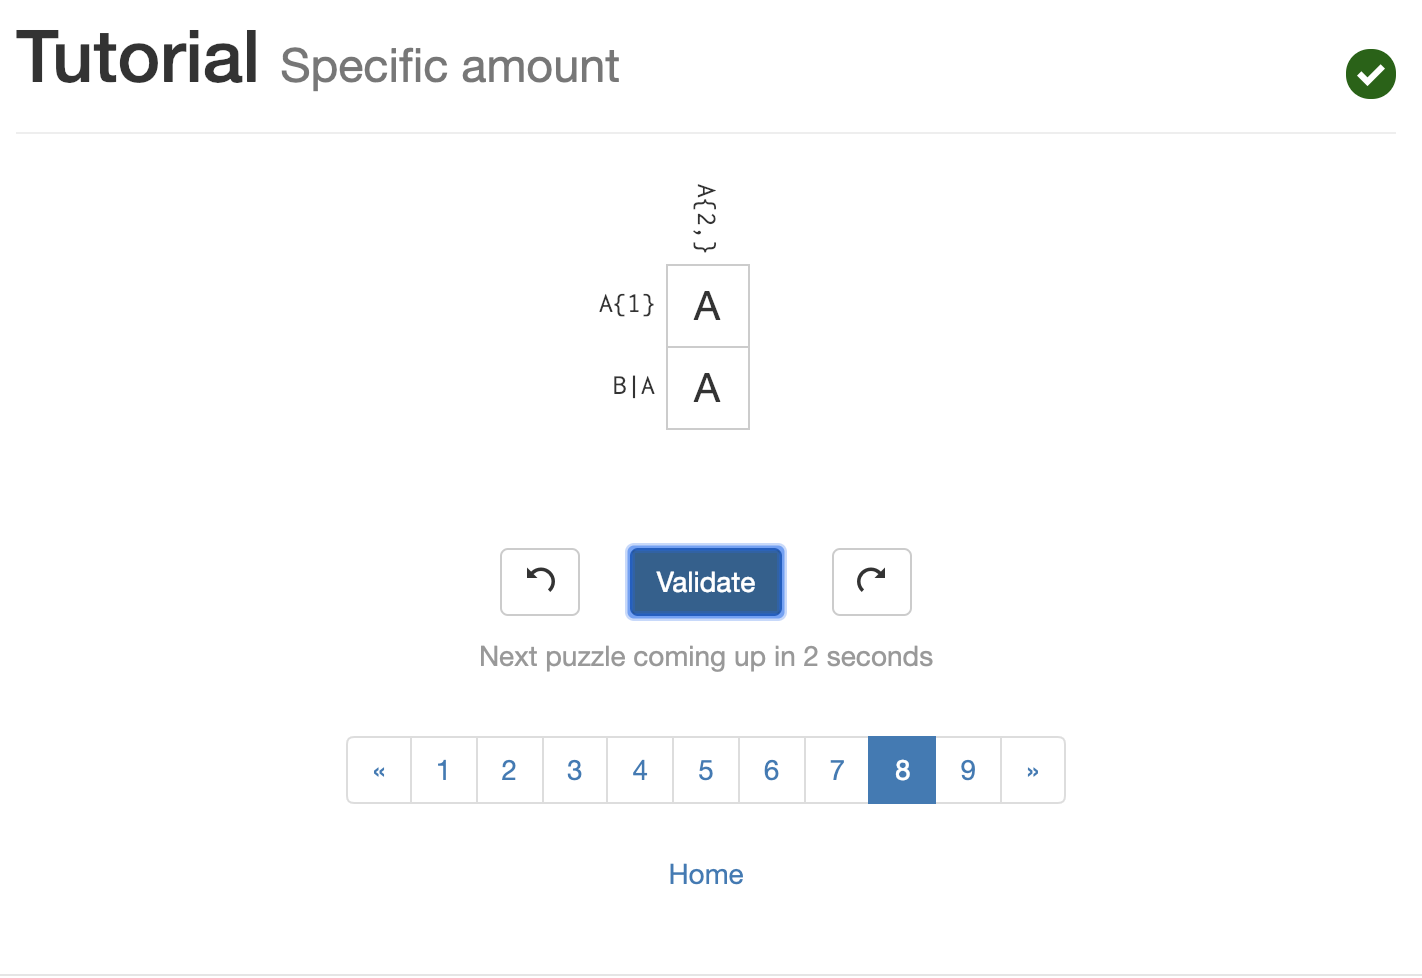 Tutorial Specific amount
A{2,}
A{1} A
B|A A
Validate
Next puzzle coming up in 2 seconds
« 1 2 3 4 5 6 7 8 9 »
Home